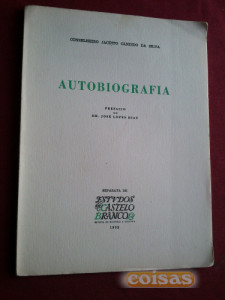 CONSELHEIRO JACINTO CANDIDO DA SILVA
AUTOBIOGRAFIA
PREFÁCIO
DO
DR. JOSÉ LOPES DIAS
SEPARATA DE
ESTUDOS
DE CASTELO
BRANCO
coisas